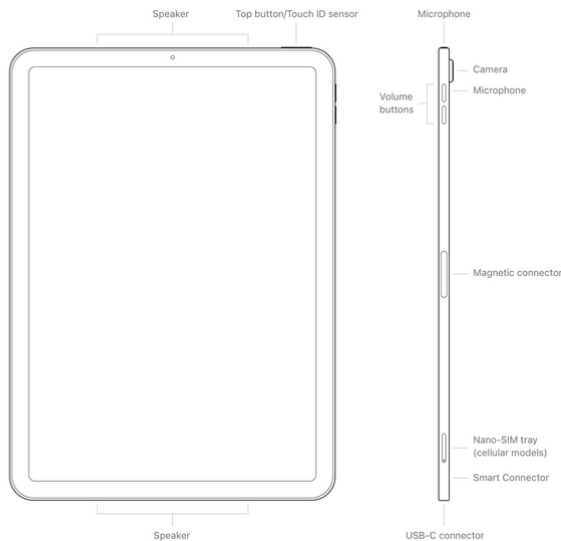 Speaker
Top button/Touch ID sensor
Microphone
Camera
Microphone
Volume
buttons
Magnetic connector
Nano-SIM tray
(cellular models)
Smart Connector
Speaker
USB-C connector